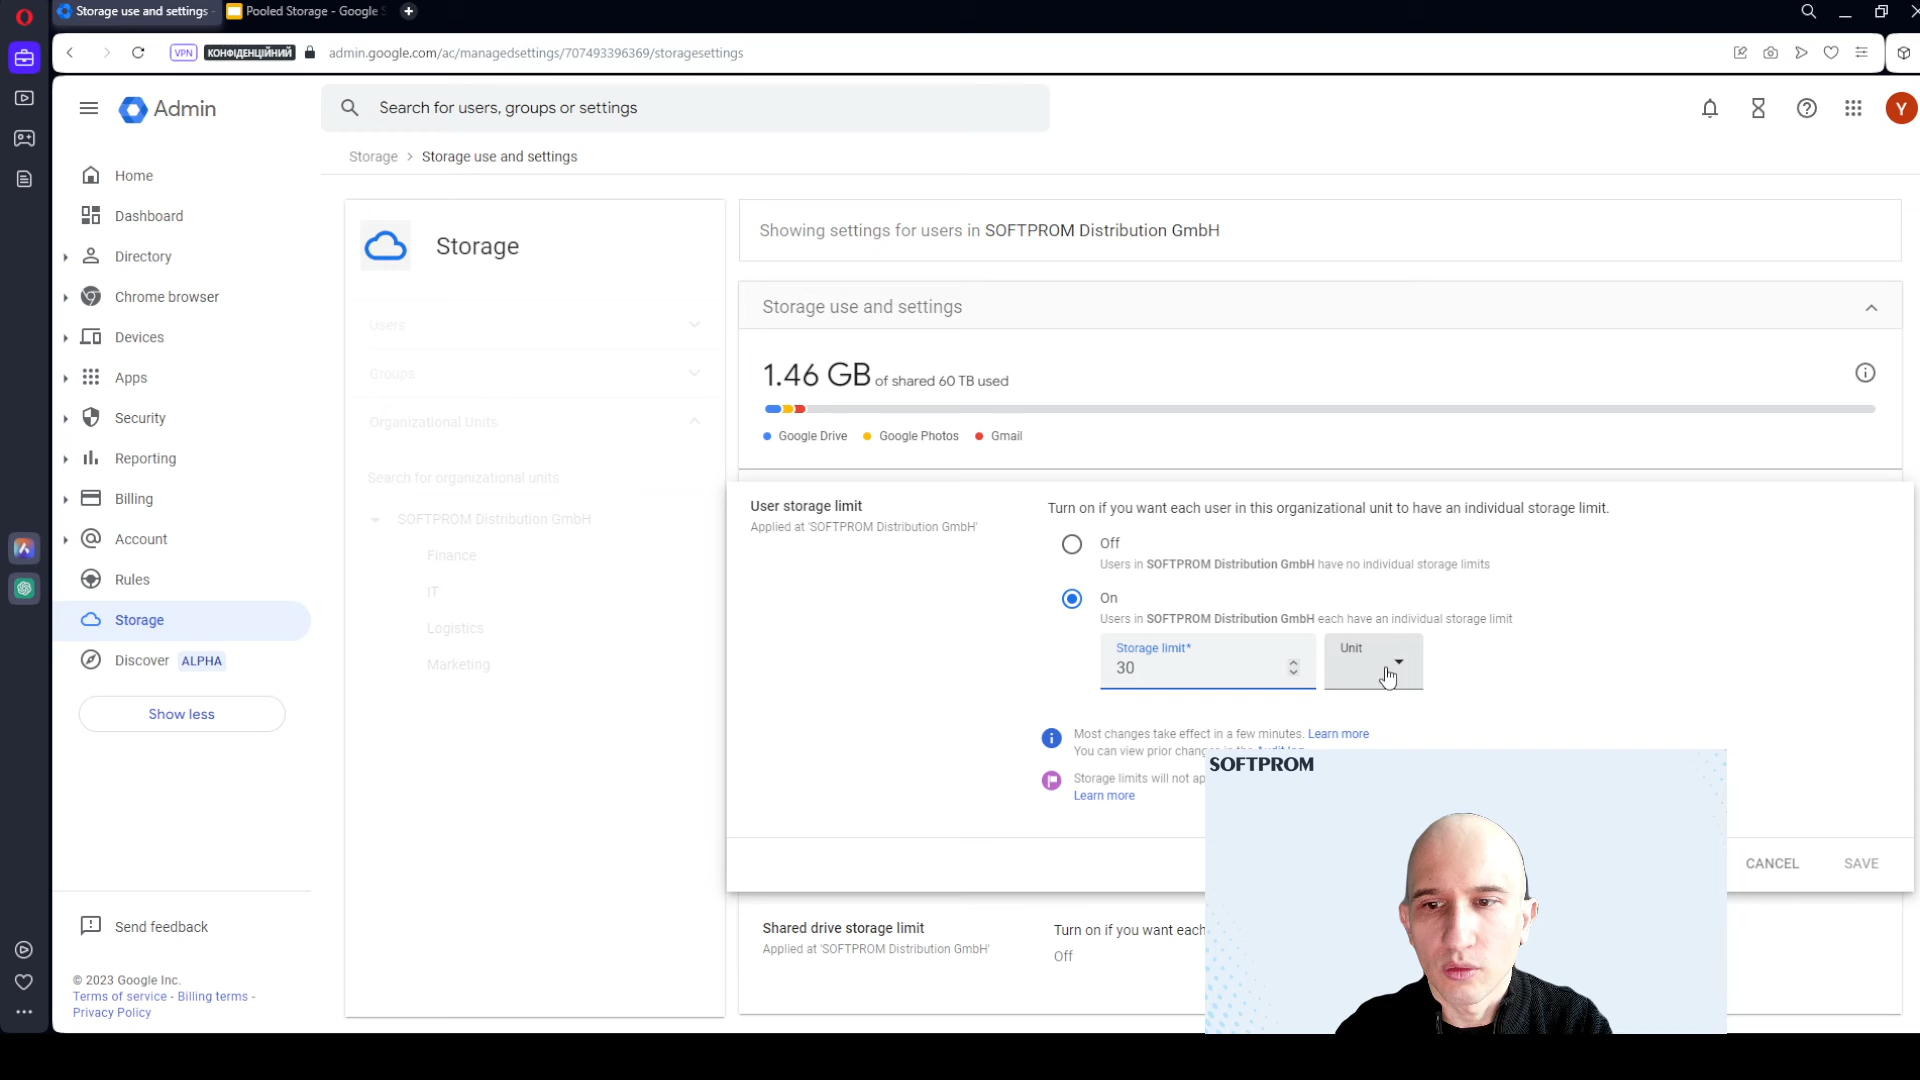 Storage use and settings -
Pooled Storage - Google S
VPN
КОНФІДЕНЦІЙНИЙ
admin.google.com/ac/managedsettings/707493396369/storagesettings
Admin
Search for users, groups or settings
Y
Storage > Storage use and settings
Home
Dashboard
Directory
Chrome browser
Devices
Apps
Security
Reporting
Billing
Account
Rules
Storage
Discover ALPHA
Show less
Send feedback
© 2023 Google Inc.
Terms of service - Billing terms -
Privacy Policy
Storage
Users
Groups
Organizational Units
Search for organizational units
SOFTPROM Distribution GmbH
Finance
IT
Logistics
Marketing
Showing settings for users in SOFTPROM Distribution GmbH
Storage use and settings
1.46 GB of shared 60 TB used
Google Drive Google Photos Gmail
User storage limit
Applied at 'SOFTPROM Distribution GmbH'
Turn on if you want each user in this organizational unit to have an individual storage limit.
Off
Users in SOFTPROM Distribution GmbH have no individual storage limits
On
Users in SOFTPROM Distribution GmbH each have an individual storage limit
Storage limit*
30
Unit
Most changes take effect in a few minutes. Learn more
You can view prior changes in the Audit log
Storage limits will not ap
Learn more
CANCEL
SAVE
Shared drive storage limit
Applied at 'SOFTPROM Distribution GmbH'
Turn on if you want each
Off
SOFTPROM